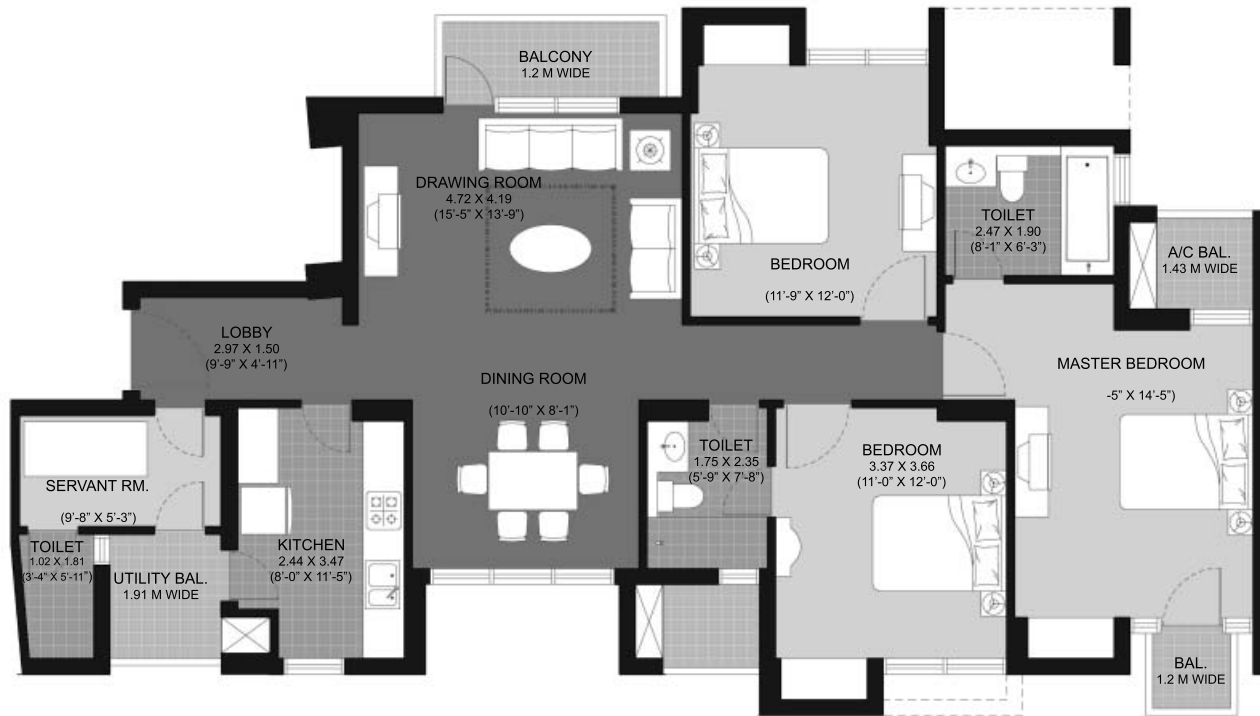 BALCONY
1.2 M WIDE
DRAWING ROOM
4.72 X 4.19
(15'-5" X 13'-9")
BEDROOM
(11'-9" X 12'-0")
TOILET
2.47 X 1.90
(8'-1" X 6'-3")
A/C BAL.
1.43 M WIDE
LOBBY
2.97 X 1.50
(9'-9" X 4'-11")
DINING ROOM
(10'-10" X 8'-1")
MASTER BEDROOM
-5" X 14'-5")
SERVANT RM.
(9'-8" X 5'-3")
TOILET
1.02 X 1.81
(3'-4" X 5'-11")
UTILITY BAL.
1.91 M WIDE
KITCHEN
2.44 X 3.47
(8'-0" X 11'-5")
TOILET
1.75 X 2.35
(5'-9" X 7'-8")
BEDROOM
3.37 X 3.66
(11'-0" X 12'-0")
BAL.
1.2 M WIDE